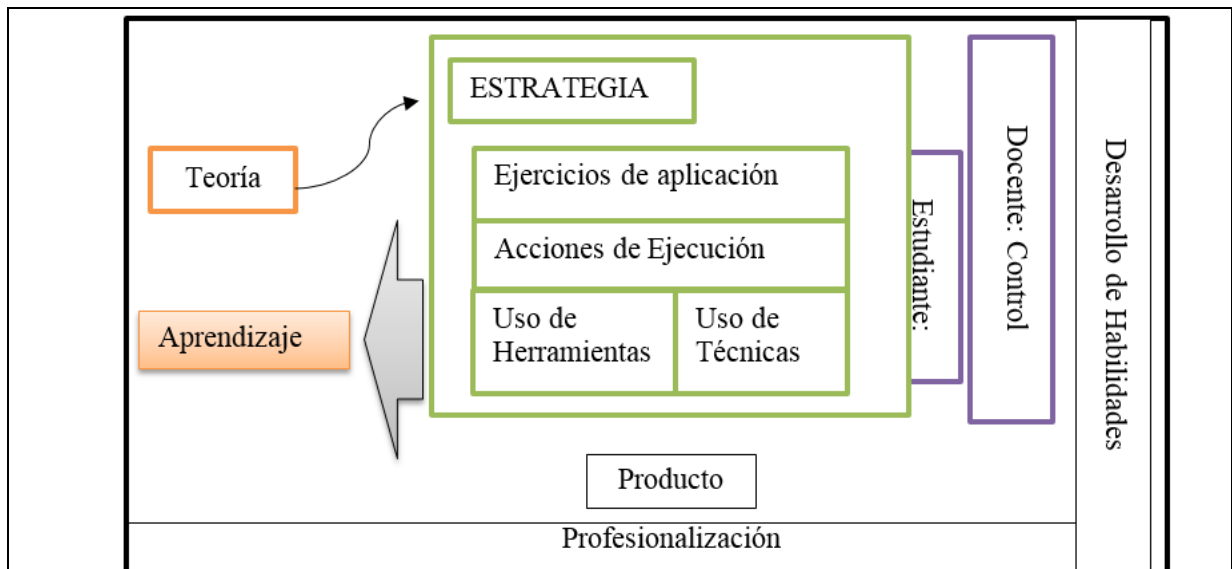 ESTRATEGIA
Teoría
Ejercicios de aplicación
Acciones de Ejecución
Uso de
Herramientas
Uso de
Técnicas
Aprendizaje
Estudiante:
Docente: Control
Desarrollo de Habilidades
Producto
Profesionalización